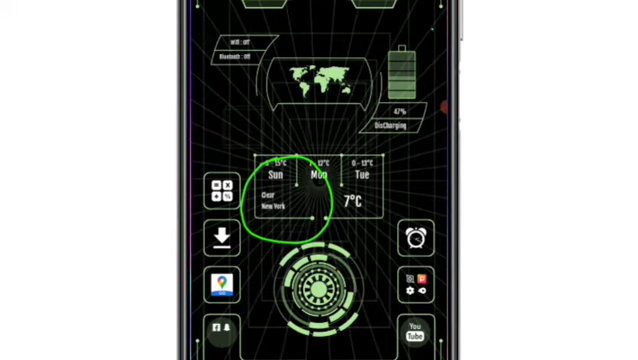 Wifi : Off
Bluetooth : Off
47%
DisCharging
Sun
Mon
Tue
Clear
New York
7°C
You
Tube